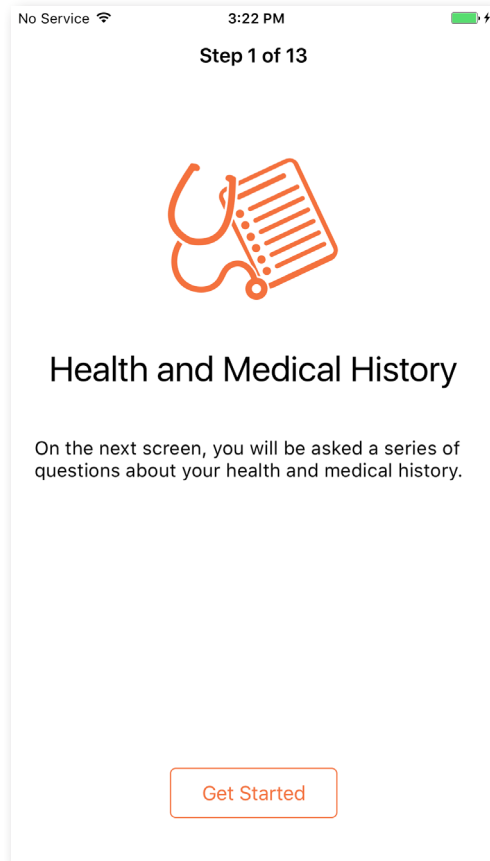 No Service 3:22 PM
Step 1 of 13
Health and Medical History
On the next screen, you will be asked a series of
questions about your health and medical history.
Get Started